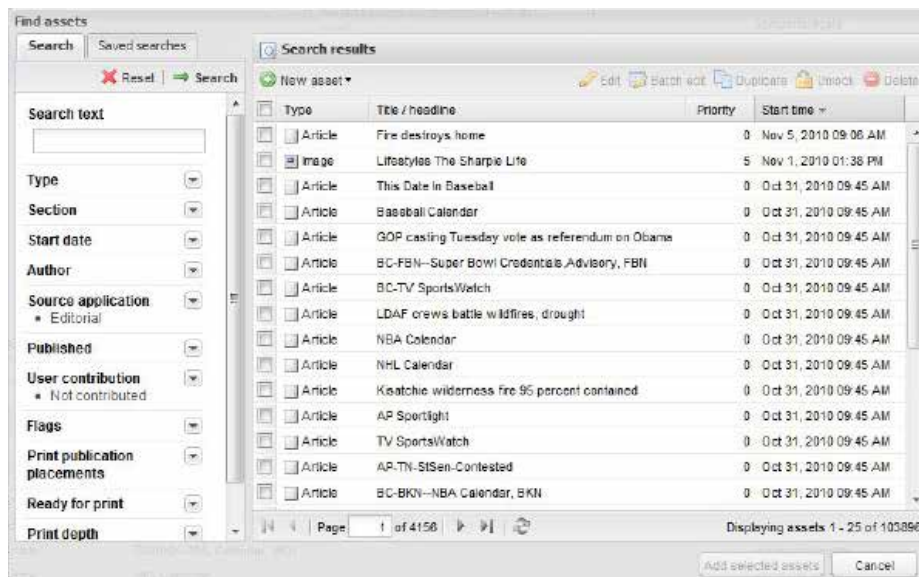 Find assets
Search
Saved searches
Reset
Search
Search text
Type
Section
Start date
Author
Source application
Editorial
Published
User contribution
Not contributed
Flags
Print publication
placements
Ready for print
Print depth
Search results
New asset
Edit
Batch edit
Duplicate
Unlock
Delete
Type Title / headline Priority Start time
Article Fire destroys home 0 Nov 5, 2010 09:06 AM
Image Lifestyles The Sharpie Life 5 Nov 1, 2010 01:38 PM
Article This Date In Baseball 0 Oct 31, 2010 09:45 AM
Article Baseball Calendar 0 Oct 31, 2010 09:45 AM
Article GOP casting Tuesday vote as referendum on Obama 0 Oct 31, 2010 09:45 AM
Article BC-FBN--Super Bowl Credentials Advisory, FBN 0 Oct 31, 2010 09:45 AM
Article BC-TV SportsWatch 0 Oct 31, 2010 09:45 AM
Article LDAF crews battle wildfires, drought 0 Oct 31, 2010 09:45 AM
Article NBA Calendar 0 Oct 31, 2010 09:45 AM
Article NHL Calendar 0 Oct 31, 2010 09:45 AM
Article Kisatchie wilderness fire 95 percent contained 0 Oct 31, 2010 09:45 AM
Article AP Sportlight 0 Oct 31, 2010 09:45 AM
Article TV SportsWatch 0 Oct 31, 2010 09:45 AM
Article AP-TN-StSen-Contested 0 Oct 31, 2010 09:45 AM
Article BC-BKN--NBA Calendar, BKN 0 Oct 31, 2010 09:45 AM
Page 1 of 4156
Displaying assets 1 - 25 of 103896
Add selected assets
Cancel